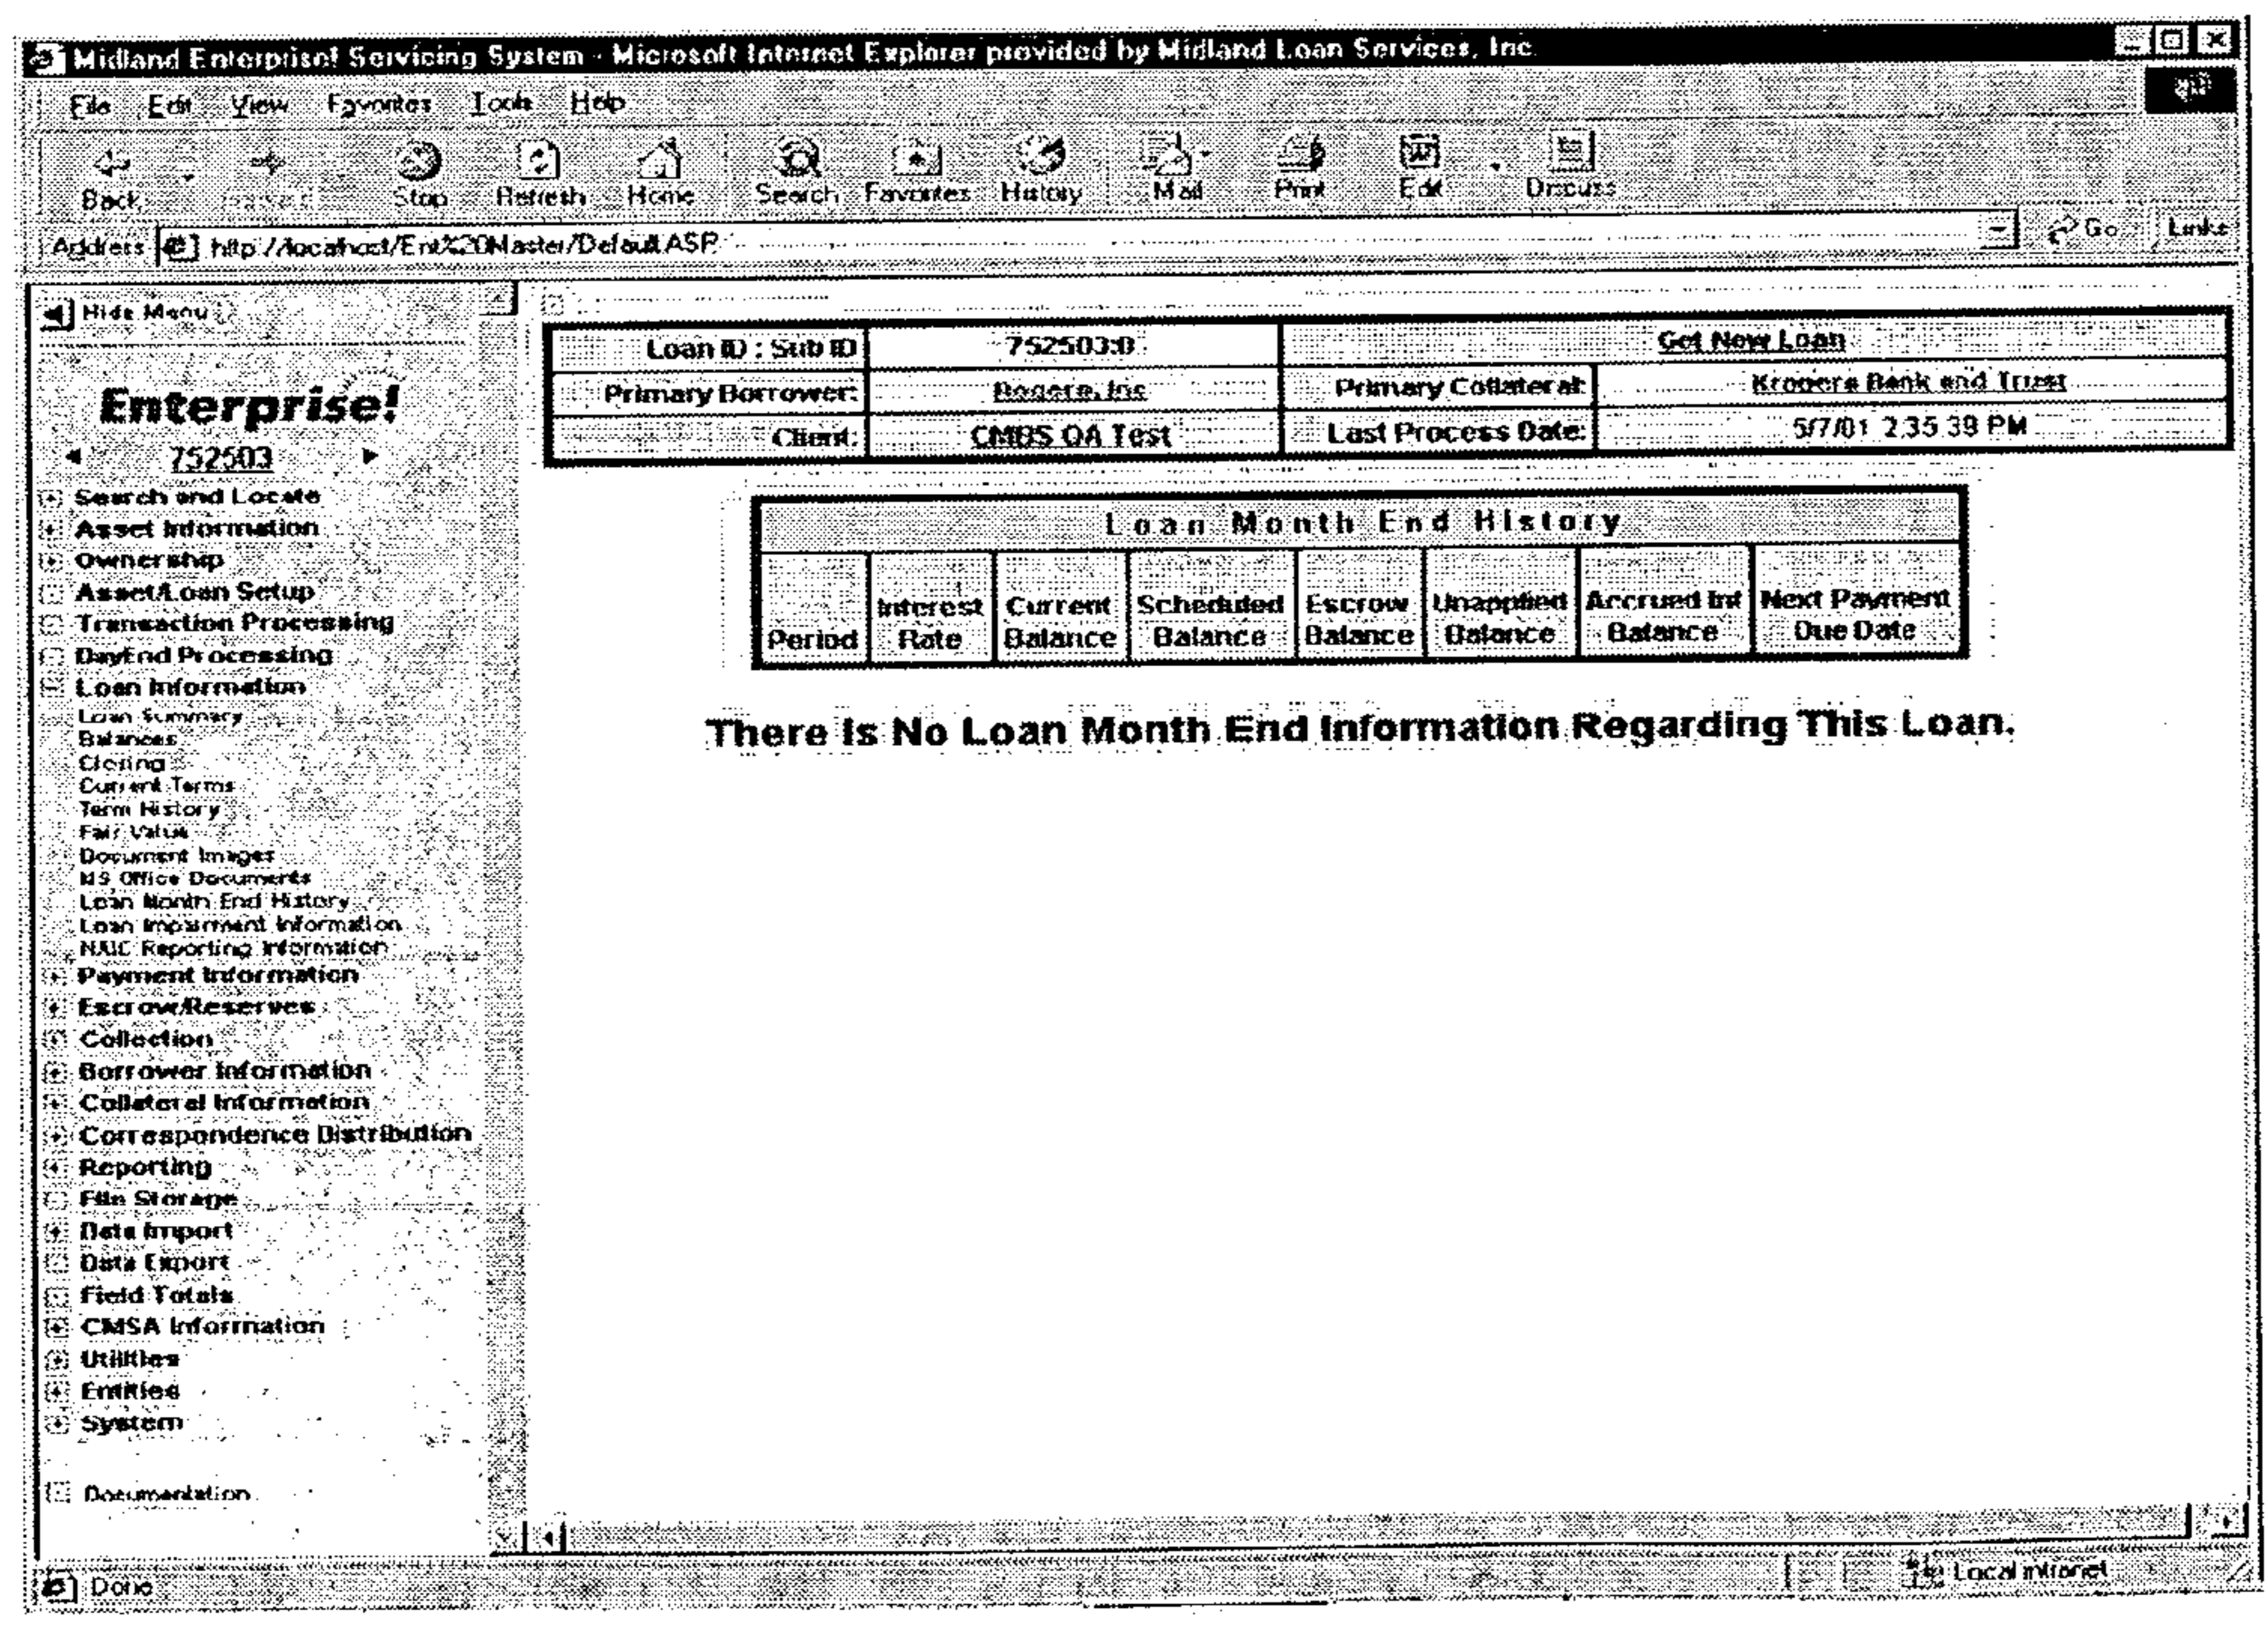 Midland Enterprise! Servicing System - Microsoft Internet Explorer provided by Midland Loan Services, Inc.
File Edit View Favorites Tools Help
Back Forward Stop Refresh Home Search Favorites History Mail Print Edit Discuss
Address http://localhost/Ent%20Master/Default.ASP Go Links
Hide Menu
Enterprise!
752503
Search and Locate
Asset Information
Ownership
Asset/Loan Setup
Transaction Processing
DayEnd Processing
Loan Information
Loan Summary
Balances
Closing
Current Terms
Term History
Fair Value
Document Images
MS Office Documents
Loan Month End History
Loan Impairment Information
NAIC Reporting Information
Payment Information
Escrow/Reserves
Collection
Borrower Information
Collateral Information
Correspondence Distribution
Reporting
File Storage
Data Import
Data Export
Field Totals
CMSA Information
Utilities
Entities
System
Documentation
Loan ID : Sub ID 752503:0 Get New Loan
Primary Borrower: Rogers, Inc Primary Collateral: Krogers Bank and Trust
Client: CMBS QA Test Last Process Date: 5/7/01 2:35:39 PM
Loan Month End History
Period Interest Rate Current Balance Scheduled Balance Escrow Balance Unapplied Balance Accrued Int Balance Next Payment Due Date
There Is No Loan Month End Information Regarding This Loan.
Done Local intranet